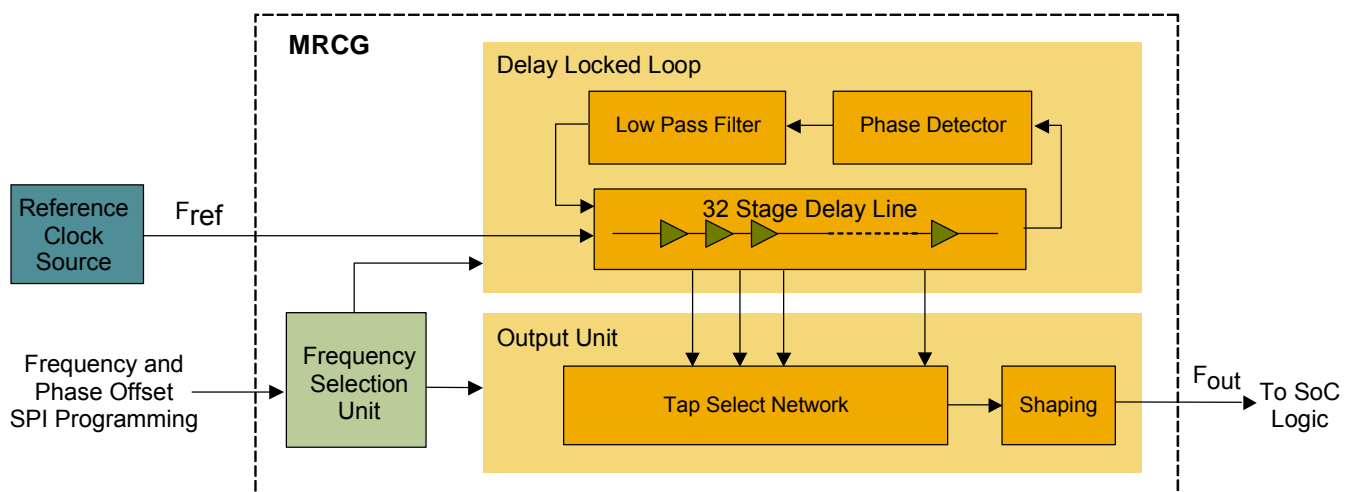 MRCG
Delay Locked Loop
Low Pass Filter
Phase Detector
Reference
Clock
Source
Fref
32 Stage Delay Line
Frequency and
Phase Offset
SPI Programming
Frequency
Selection
Unit
Output Unit
Tap Select Network
Shaping
Fout
To SoC
Logic